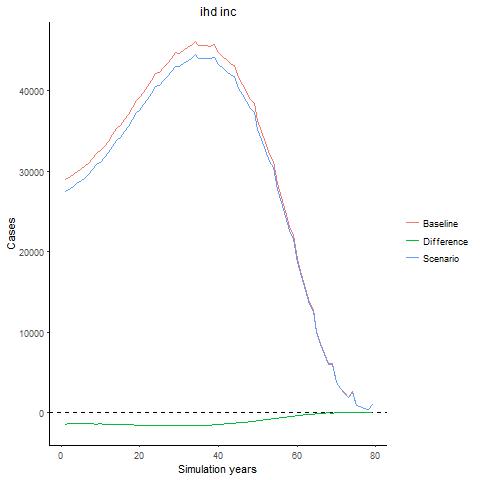 ihd inc
Cases
40000
30000
20000
10000
0
0 20 40 60 80
Simulation years
Baseline
Difference
Scenario